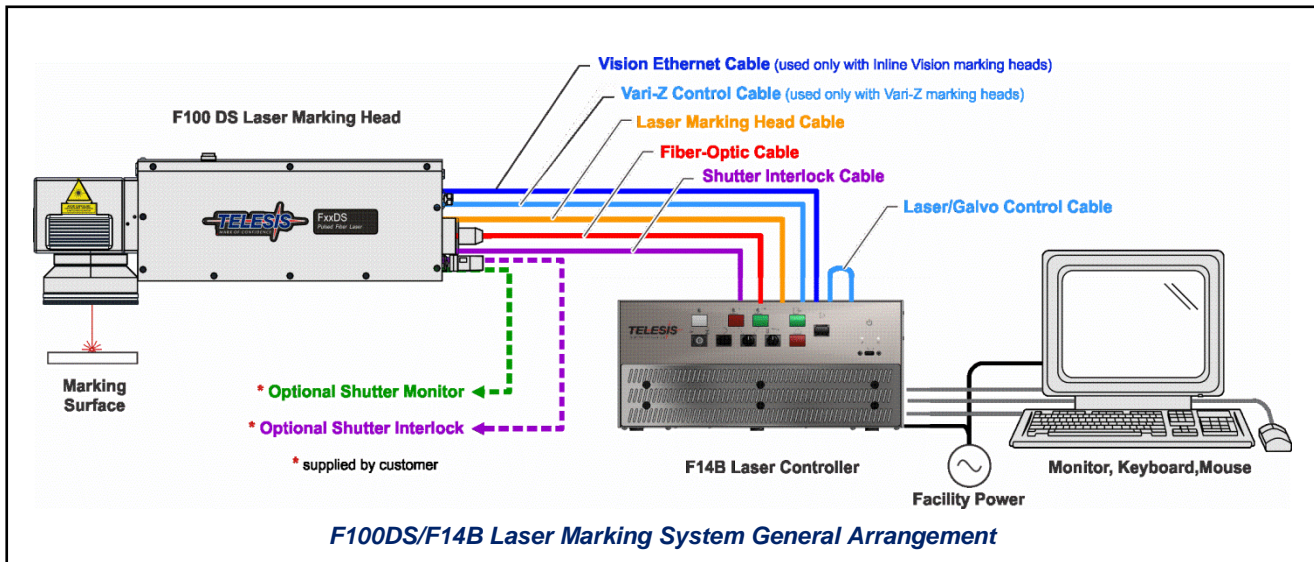 Vision Ethernet Cable (used only with Inline Vision marking heads)
Vari-Z Control Cable (used only with Vari-Z marking heads)
F100 DS Laser Marking Head
Laser Marking Head Cable
Fiber-Optic Cable
Shutter Interlock Cable
Laser/Galvo Control Cable
TELESIS
MARK OF CONFIDENCE
FxxDS
Pulsed Fiber Laser
TELESIS
Marking
Surface
* Optional Shutter Monitor
* Optional Shutter Interlock
* supplied by customer
F14B Laser Controller
Monitor, Keyboard,Mouse
Facility Power
F100DS/F14B Laser Marking System General Arrangement